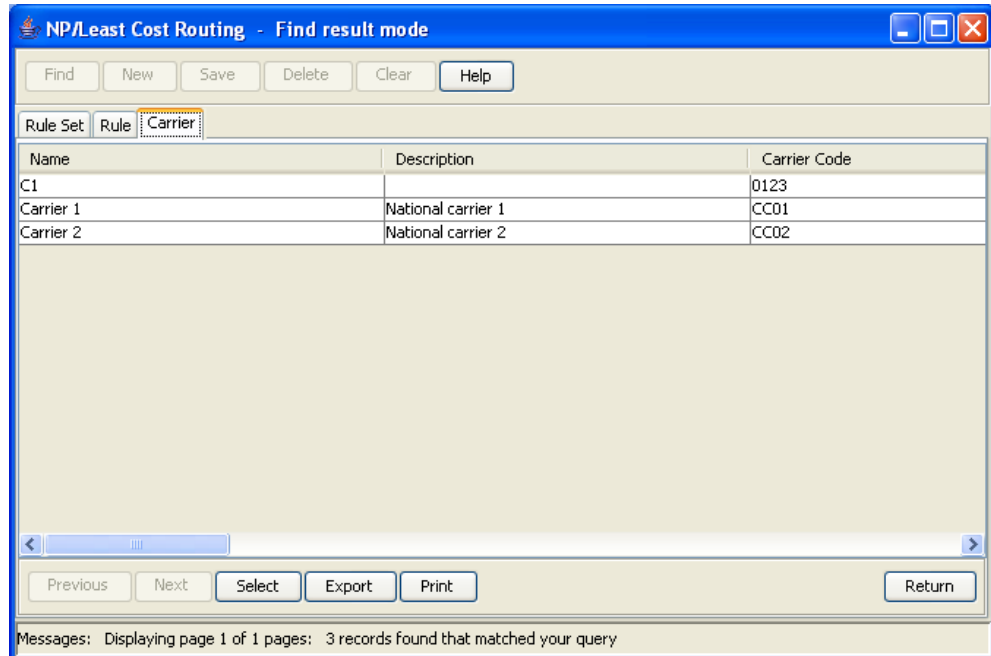 NP/Least Cost Routing - Find result mode
Find New Save Delete Clear Help
Rule Set Rule Carrier
Name Description Carrier Code
C1 0123
Carrier 1 National carrier 1 CC01
Carrier 2 National carrier 2 CC02
Previous Next Select Export Print Return
Messages: Displaying page 1 of 1 pages: 3 records found that matched your query